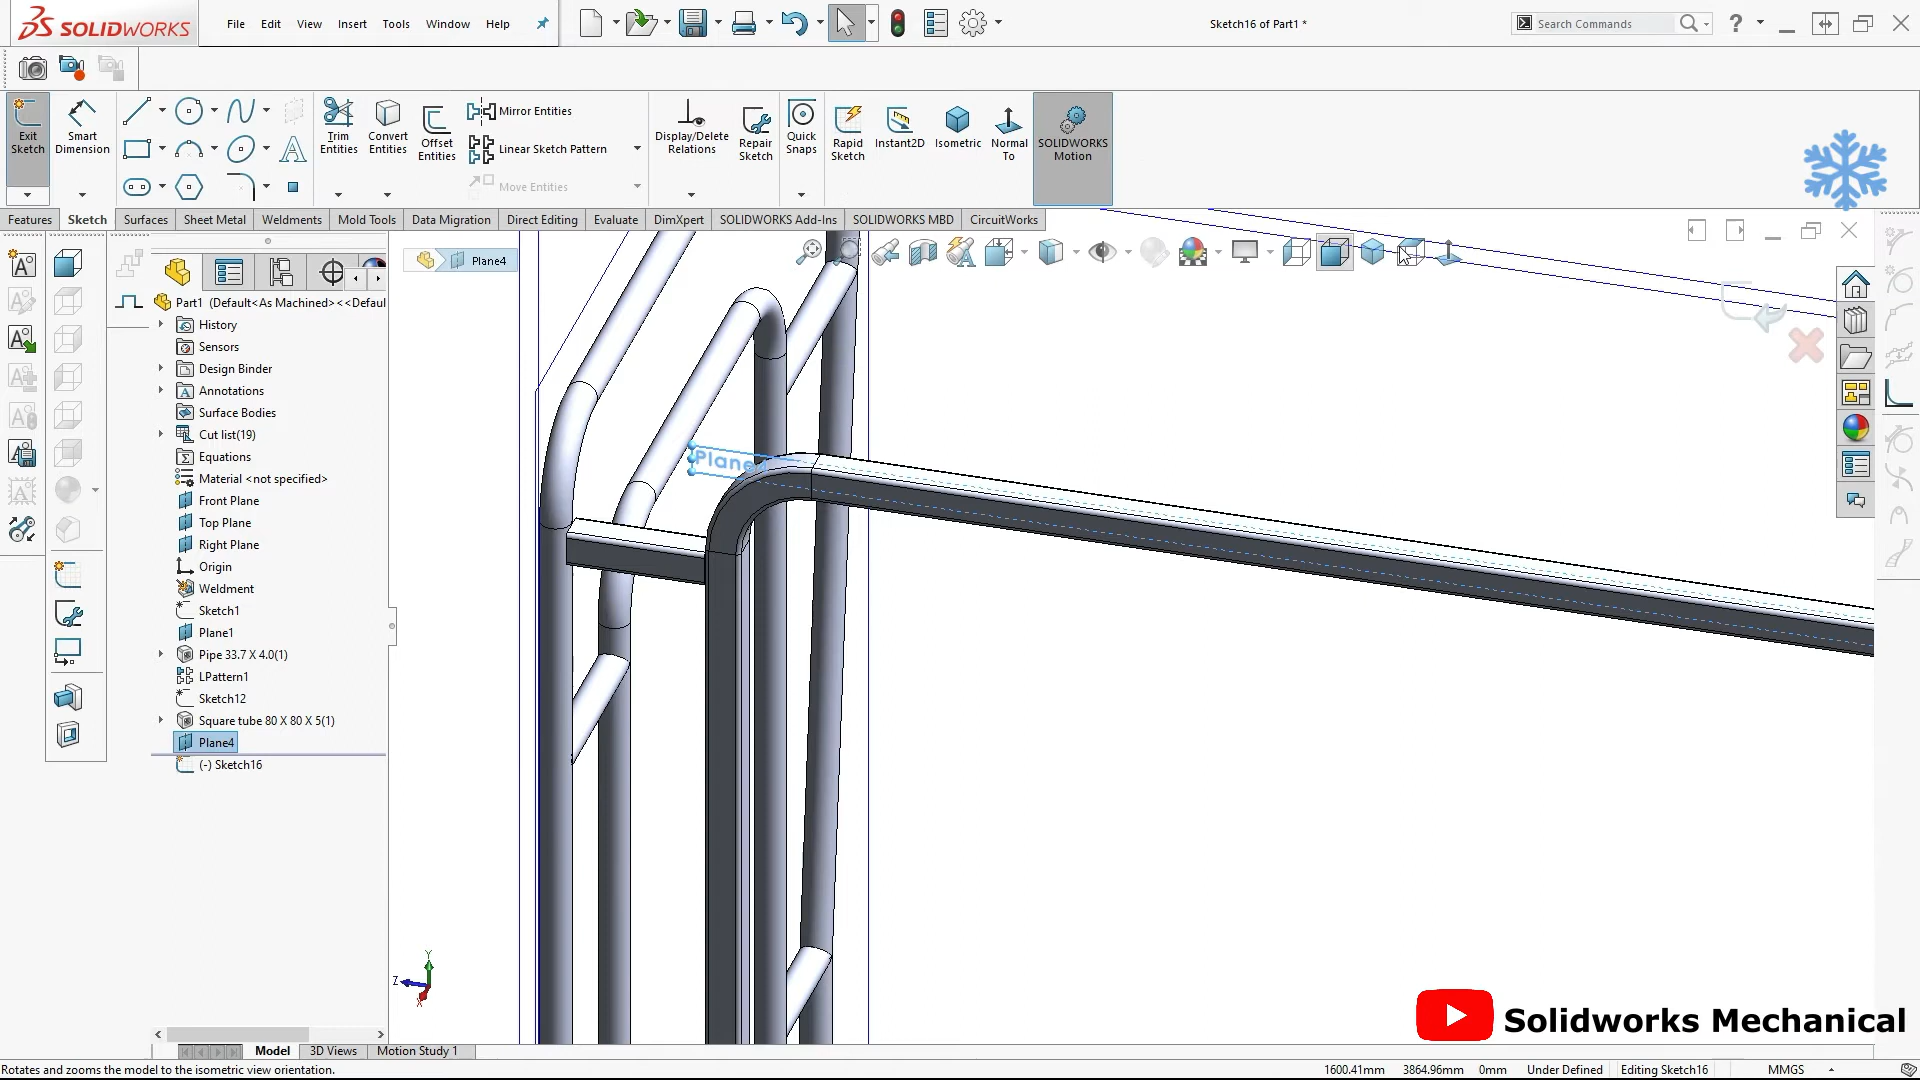 SOLIDWORKS
File
Edit
View
Insert
Tools
Window
Help
Sketch16 of Part1 *
Search Commands
Exit
Sketch
Smart
Dimension
Trim
Entities
Convert
Entities
Offset
Entities
Mirror Entities
Linear Sketch Pattern
Move Entities
Display/Delete
Relations
Repair
Sketch
Quick
Snaps
Rapid
Sketch
Instant2D
Isometric
Normal
To
SOLIDWORKS
Motion
Features
Sketch
Surfaces
Sheet Metal
Weldments
Mold Tools
Data Migration
Direct Editing
Evaluate
DimXpert
SOLIDWORKS Add-Ins
SOLIDWORKS MBD
CircuitWorks
Plane4
Part1 (Default<As Machined><<Defaul
History
Sensors
Design Binder
Annotations
Surface Bodies
Cut list(19)
Equations
Material <not specified>
Front Plane
Top Plane
Right Plane
Origin
Weldment
Sketch1
Plane1
Pipe 33.7 X 4.0(1)
LPattern1
Sketch12
Square tube 80 X 80 X 5(1)
Plane4
(-) Sketch16
Plane4
Y
Z
X
Solidworks Mechanical
Model
3D Views
Motion Study 1
Rotates and zooms the model to the isometric view orientation.
1600.41mm
3864.96mm
0mm
Under Defined
Editing Sketch16
MMGS